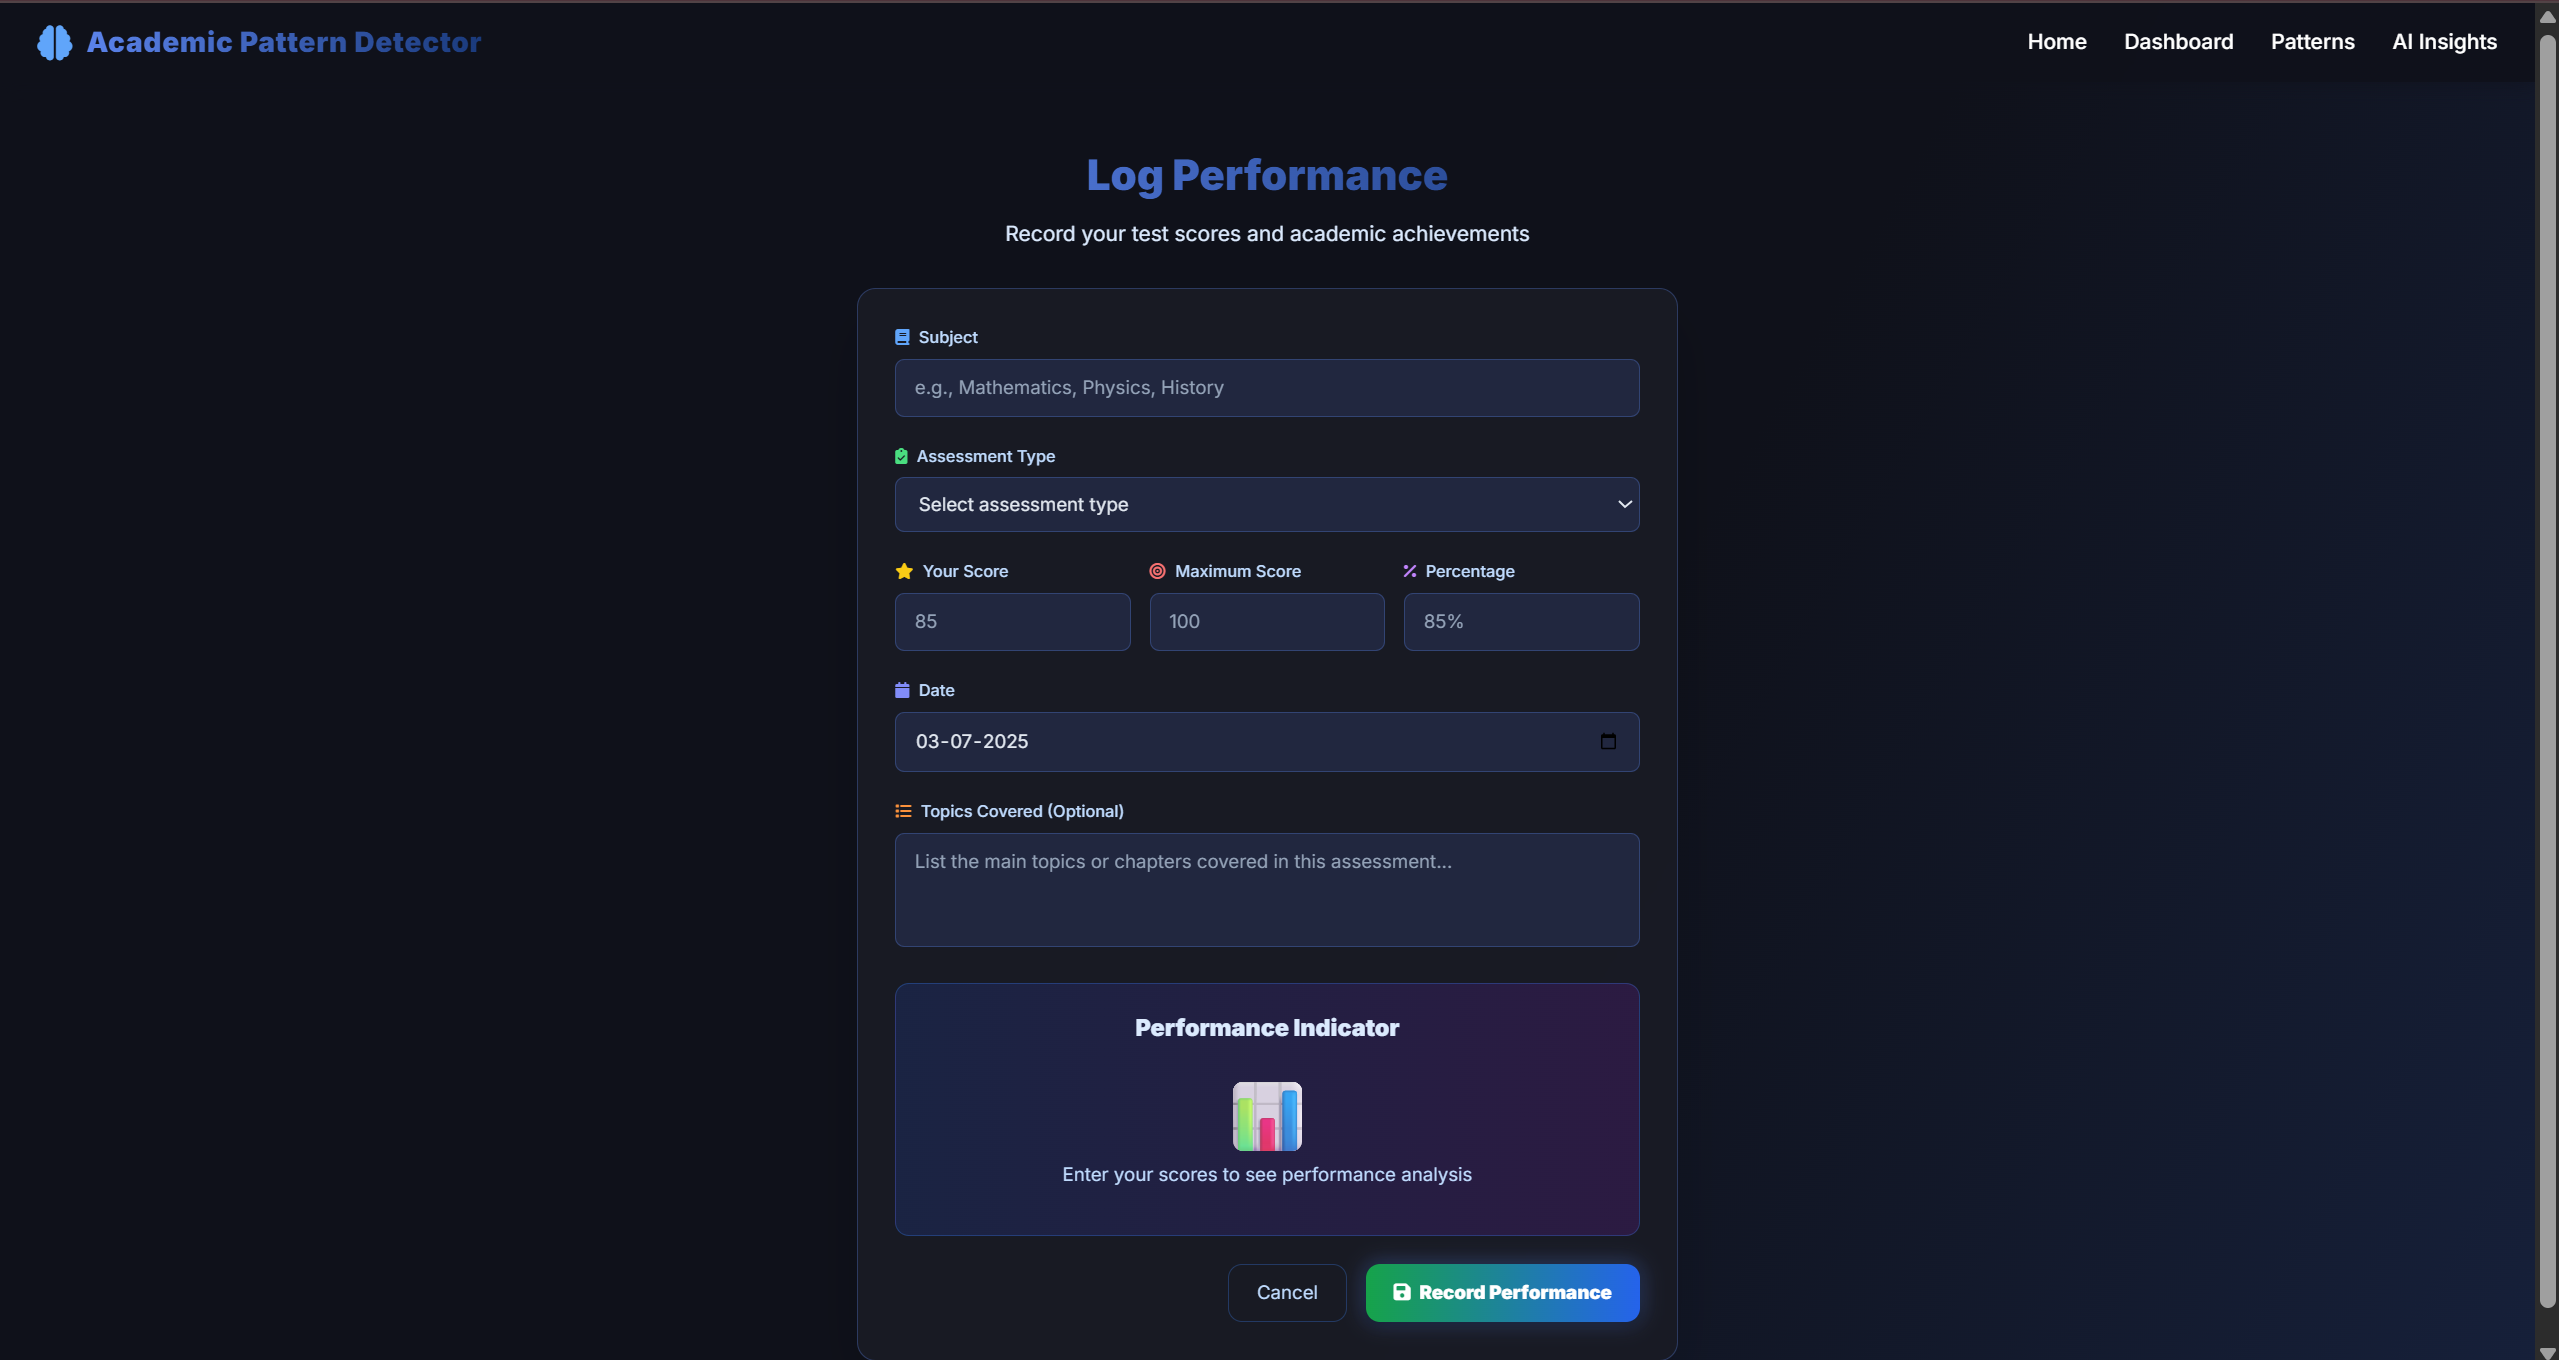 Academic Pattern Detector
Home Dashboard Patterns AI Insights
Log Performance
Record your test scores and academic achievements
Subject
e.g., Mathematics, Physics, History
Assessment Type
Select assessment type
Your Score Maximum Score Percentage
85 100 85%
Date
03-07-2025
Topics Covered (Optional)
List the main topics or chapters covered in this assessment...
Performance Indicator
Enter your scores to see performance analysis
Cancel Record Performance